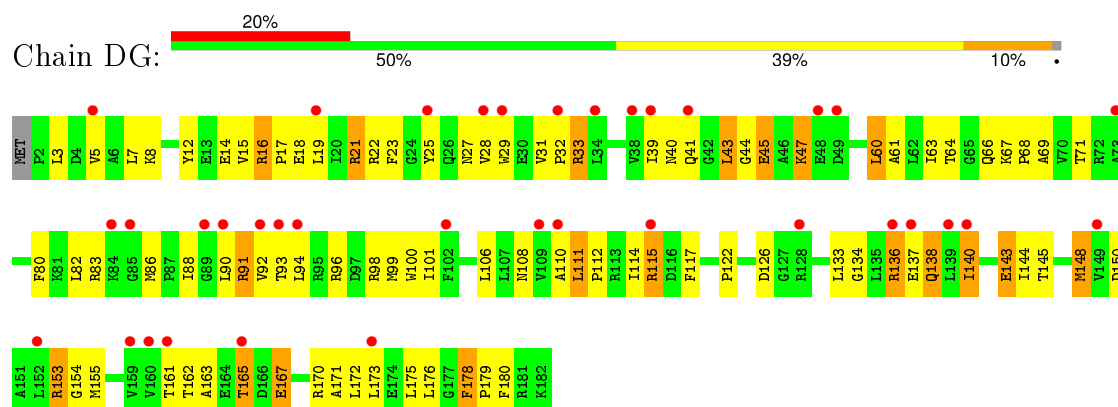 20%
Chain DG:
50% 39% 10% •
MET P2 L3 D4 V5 A6 L7 K8 Y12 E13 E14 V15 R16 P17 E18 L19 I20 R21 R22 F23 G24 Y25 Q26 N27 V28 W29 E30 V31 P32 R33 L34 V38 I39 N40 Q41 G42 L43 G44 E45 A46 K47 E48 D49 L60 A61 L62 I63 T64 G65 Q66 K67 P68 A69 V70 T71 R72 A73
F80 K81 L82 R83 K84 G85 M86 P87 I88 G89 L90 R91 V92 T93 L94 R95 R96 D97 R98 M99 W100 I101 F102 L106 L107 N108 V109 A110 L111 P112 R113 I114 R115 D116 F117 P122 D126 G127 R128 L133 G134 L135 R136 E137 Q138 L139 I140 F143 I144 T145 M148 V149 D150
A151 L152 R153 G154 M155 V159 V160 T161 T162 A163 E164 T165 D166 E167 R170 A171 L172 L173 E174 L175 L176 G177 F178 P179 F180 R181 K182